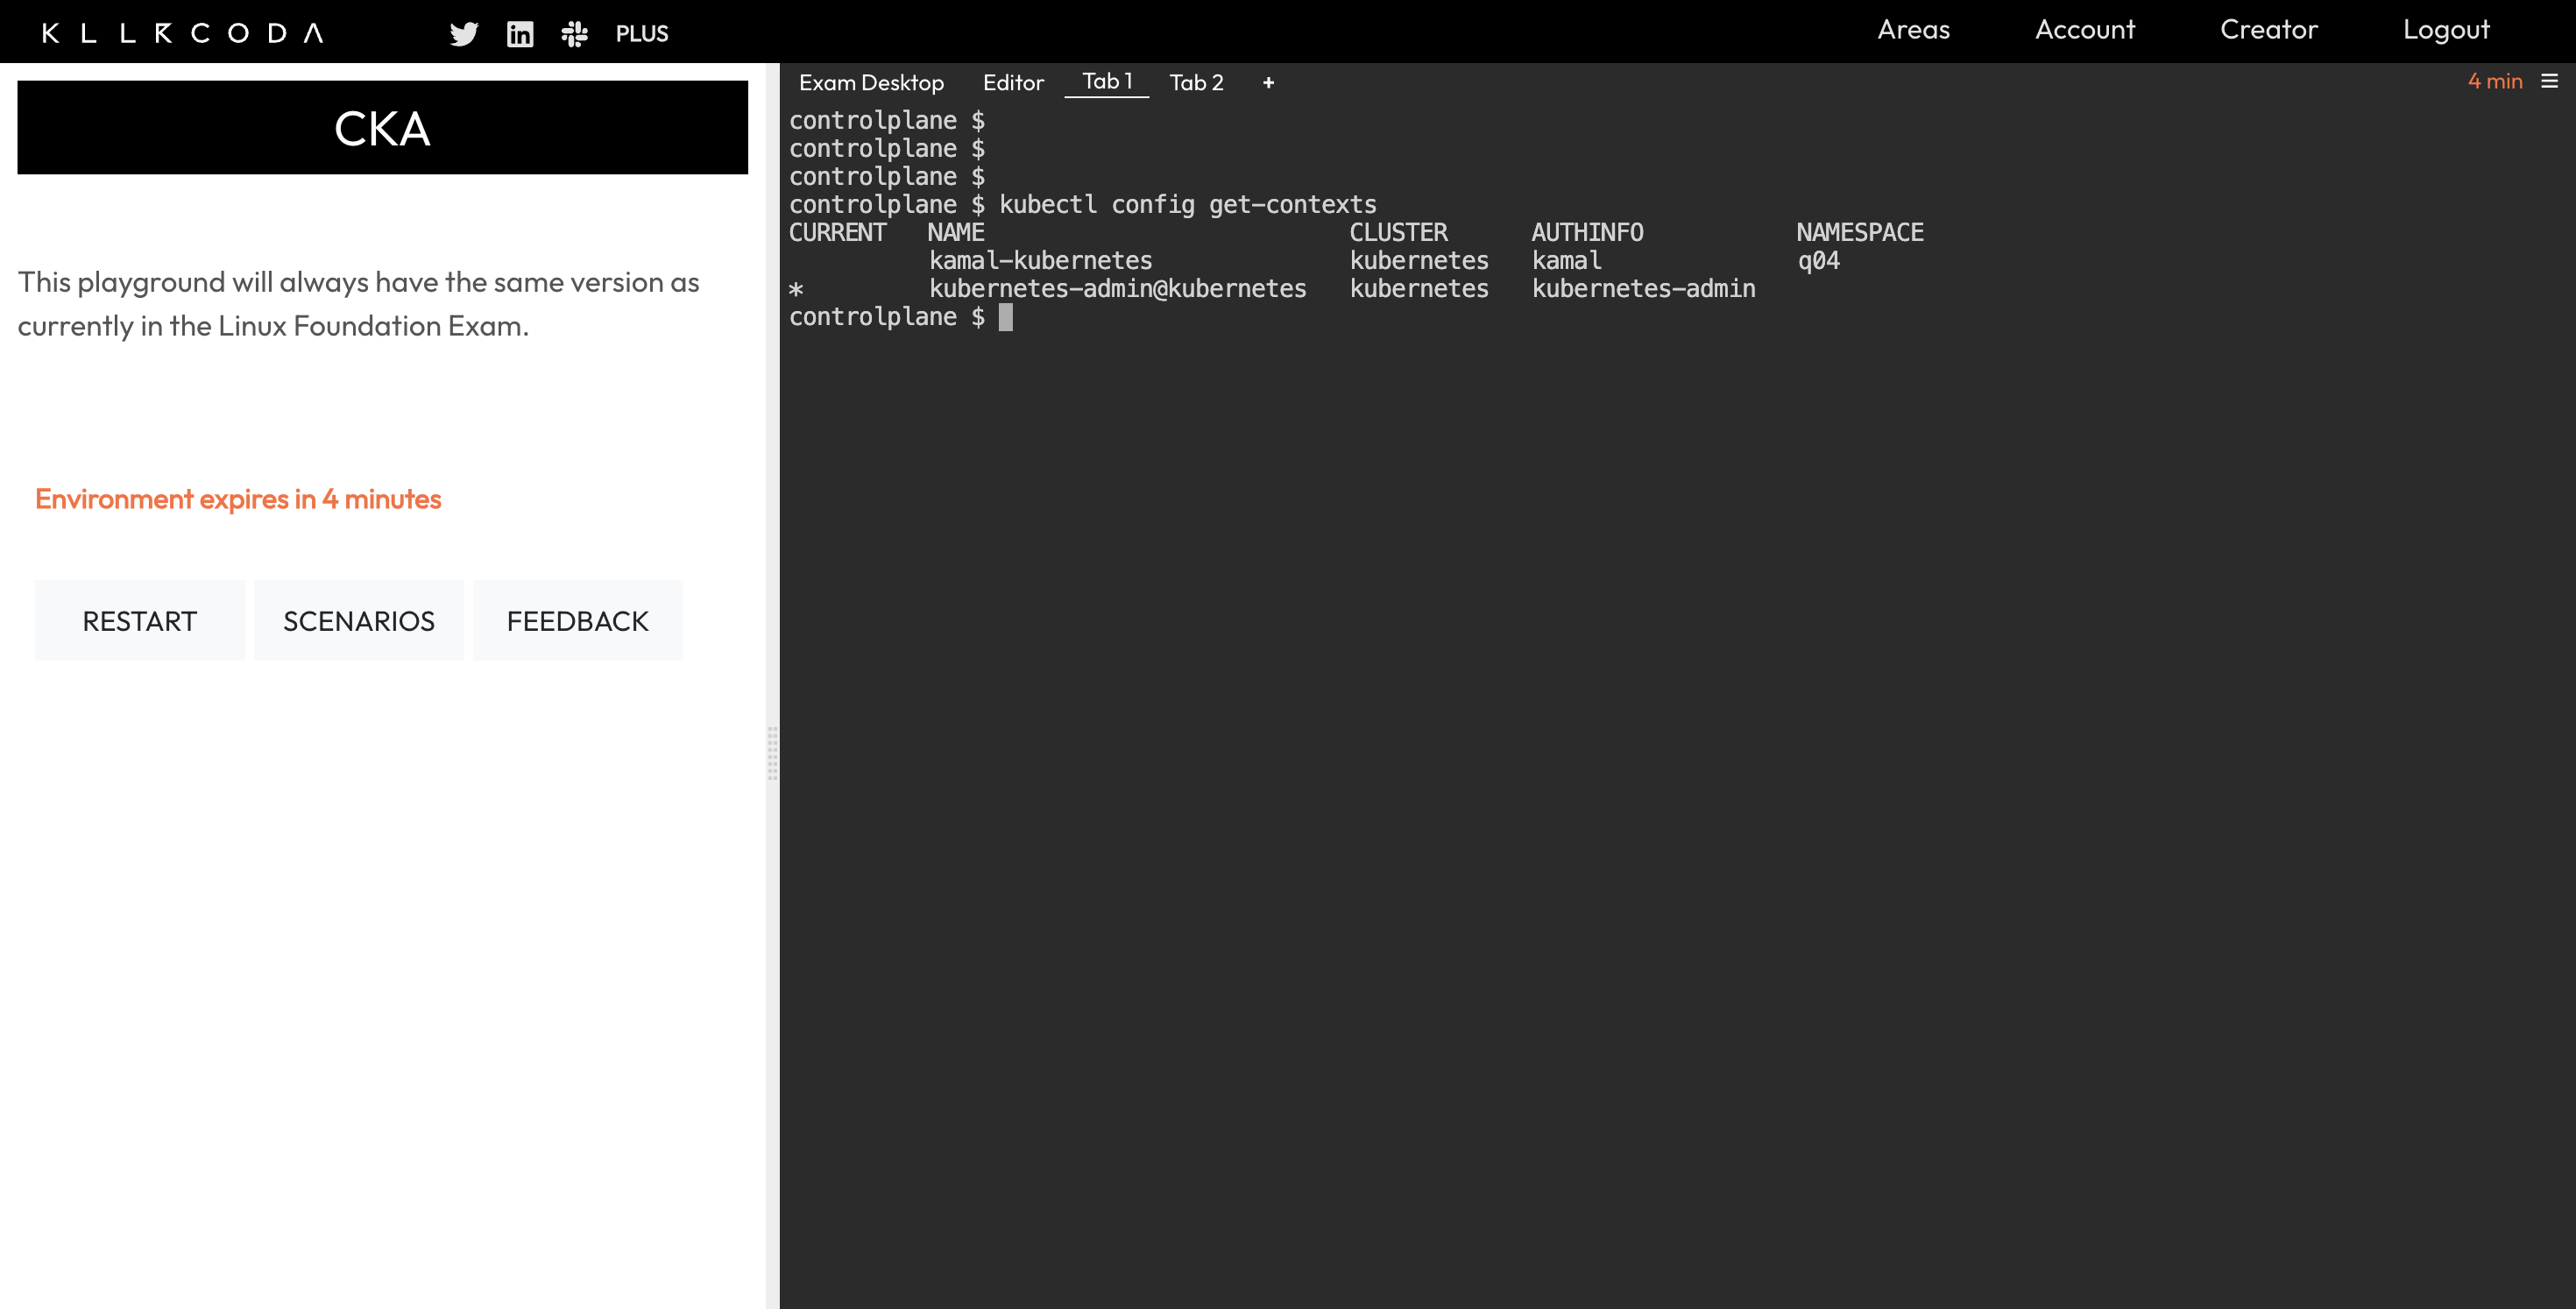 KLLRCODA PLUS Areas Account Creator Logout
CKA
This playground will always have the same version as
currently in the Linux Foundation Exam.
Environment expires in 4 minutes
RESTART SCENARIOS FEEDBACK
Exam Desktop Editor Tab 1 Tab 2 + 4 min
controlplane $
controlplane $
controlplane $
controlplane $ kubectl config get-contexts
CURRENT NAME CLUSTER AUTHINFO NAMESPACE
kamal-kubernetes kubernetes kamal q04
* kubernetes-admin@kubernetes kubernetes kubernetes-admin
controlplane $